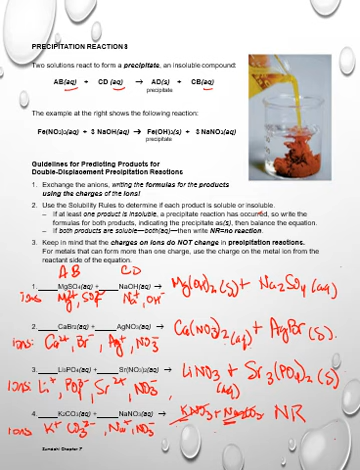 PRECIPITATION REACTIONS
Two solutions react to form a precipitate, an insoluble compound:
AB(aq) + CD (aq) → AD(s) + CB(aq)
precipitate
The example at the right shows the following reaction:
Fe(NO3)3(aq) + 3 NaOH(aq) → Fe(OH)3(s) + 3 NaNO3(aq)
precipitate
Guidelines for Predicting Products for
Double-Displacement Precipitation Reactions
1. Exchange the anions, writing the formulas for the products
using the charges of the ions!
2. Use the Solubility Rules to determine if each product is soluble or insoluble.
– If at least one product is insoluble, a precipitate reaction has occurred, so write the
formulas for both products, indicating the precipitate as(s), then balance the equation.
– If both products are soluble—both(aq)—then write NR=no reaction.
3. Keep in mind that the charges on ions do NOT change in precipitation reactions.
For metals that can form more than one charge, use the charge on the metal ion from the
reactant side of the equation.
AB CD
1. MgSO4(aq) + NaOH(aq) → Mg(OH)2 (s) + Na2SO4 (aq)
ions Mg2+, SO42- Na+, OH-
2. CaBr2(aq) + AgNO3(aq) → Ca(NO3)2 (aq) + AgBr (s).
ions: Ca2+, Br-, Ag+, NO3-
3. Li3PO4(aq) + Sr(NO3)2(aq) → LiNO3 + Sr3(PO4)2 (s)
(aq)
ions: Li+, PO43- Sr2+, NO3-
4. K2CO3(aq) + NaNO3(aq) → KNO3 + Na2CO3 NR
ions K+ CO32-, Na+, NO3-
Sumashi Chapter 7